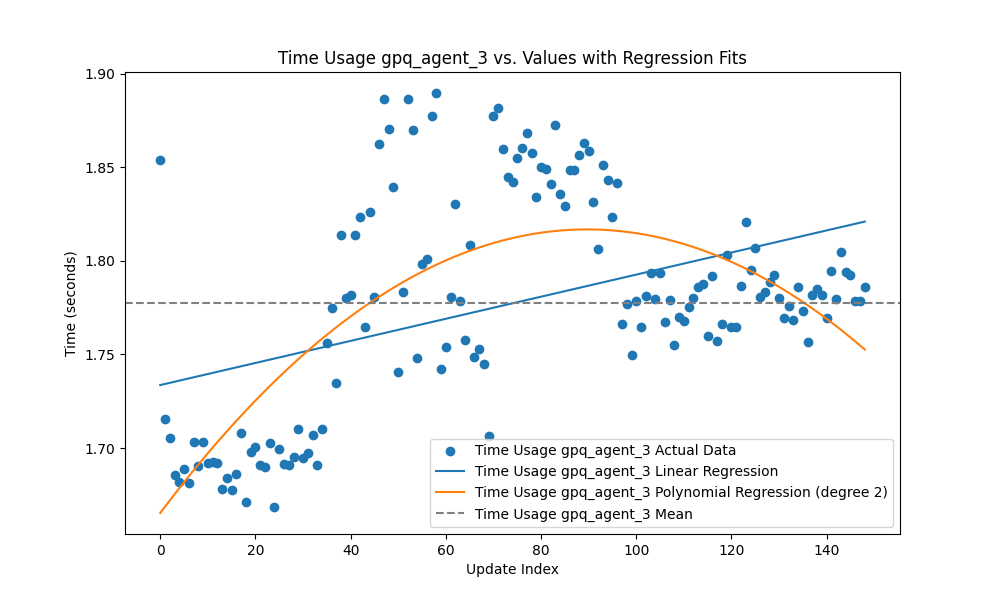 Time Usage gpq_agent_3 vs. Values with Regression Fits
Time (seconds)
1.90
1.85
1.80
1.75
1.70
0
20
40
60
80
100
120
140
Update Index
Time Usage gpq_agent_3 Actual Data
Time Usage gpq_agent_3 Linear Regression
Time Usage gpq_agent_3 Polynomial Regression (degree 2)
Time Usage gpq_agent_3 Mean